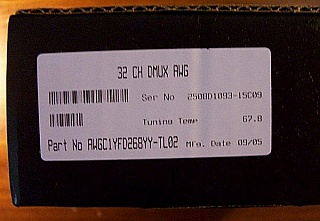 32 CH DMUX AWG
Ser No 2508D1093-15C09
Tuning Temp 67.8
Part No AWGC1YFD268YY-TL02 Mfg. Date 09/05